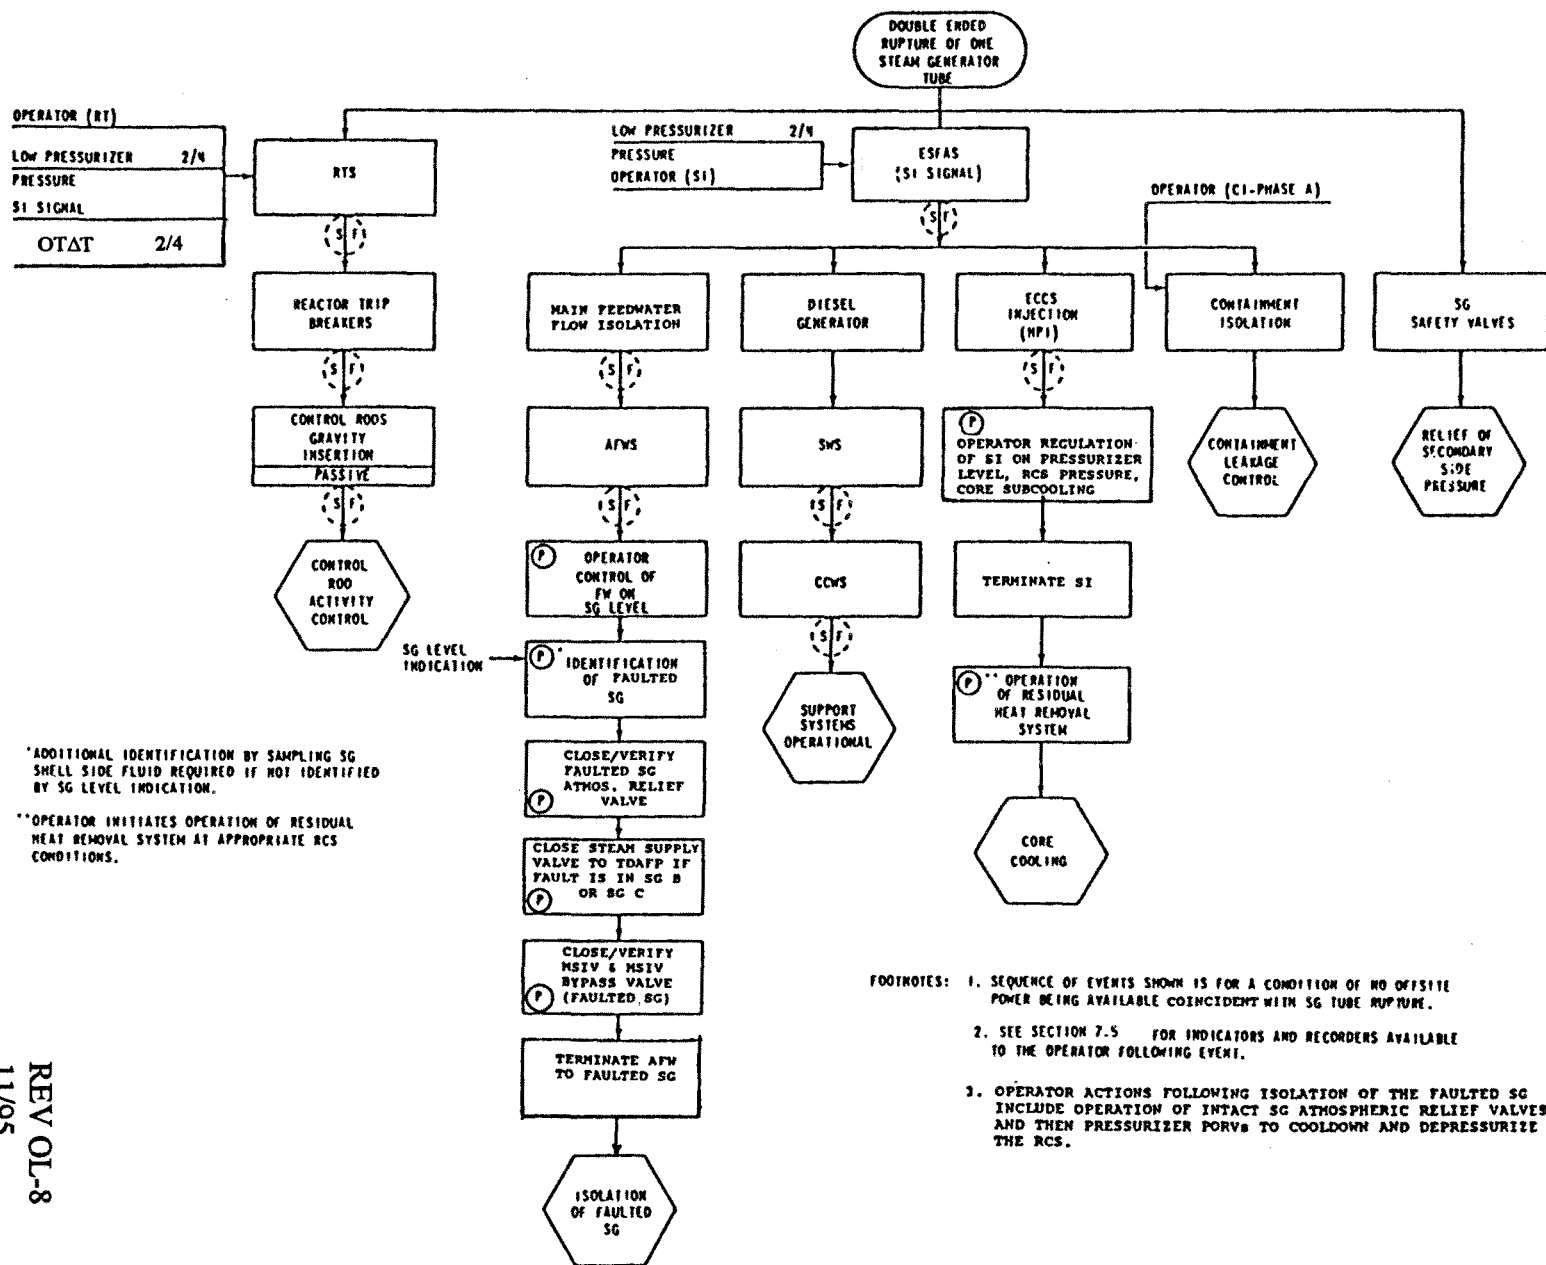 DOUBLE ENDED
RUPTURE OF ONE
STEAM GENERATOR
TUBE
OPERATOR (RT)
LOW PRESSURIZER 2/4
PRESSURE
SI SIGNAL
OTΔT 2/4
RTS
LOW PRESSURIZER 2/4
PRESSURE
OPERATOR (SI)
ESFAS
(SI SIGNAL)
OPERATOR (CI-PHASE A)
S F
S F
REACTOR TRIP
BREAKERS
MAIN FEEDWATER
FLOW ISOLATION
DIESEL
GENERATOR
ECCS
INJECTION
(HPI)
CONTAINMENT
ISOLATION
SG
SAFETY VALVES
S F
S F
S F
CONTROL RODS
GRAVITY
INSERTION
PASSIVE
AFWS
SWS
P
OPERATOR REGULATION
OF SI ON PRESSURIZER
LEVEL, RCS PRESSURE,
CORE SUBCOOLING
CONTAINMENT
LEAKAGE
CONTROL
RELIEF OF
SECONDARY
SIDE
PRESSURE
S F
S F
S F
CONTROL
ROD
ACTIVITY
CONTROL
P
OPERATOR
CONTROL OF
FW ON
SG LEVEL
CCWS
TERMINATE SI
S F
SG LEVEL
INDICATION
P
*IDENTIFICATION
OF FAULTED
SG
SUPPORT
SYSTEMS
OPERATIONAL
P
**OPERATION
OF RESIDUAL
HEAT REMOVAL
SYSTEM
*ADDITIONAL IDENTIFICATION BY SAMPLING SG
SHELL SIDE FLUID REQUIRED IF NOT IDENTIFIED
BY SG LEVEL INDICATION.
**OPERATOR INITIATES OPERATION OF RESIDUAL
HEAT REMOVAL SYSTEM AT APPROPRIATE RCS
CONDITIONS.
CLOSE/VERIFY
FAULTED SG
ATMOS. RELIEF
VALVE
P
CORE
COOLING
CLOSE STEAM SUPPLY
VALVE TO TDAFP IF
FAULT IS IN SG B
OR SG C
P
CLOSE/VERIFY
MSIV & MSIV
BYPASS VALVE
(FAULTED SG)
P
TERMINATE AFW
TO FAULTED SG
ISOLATION
OF FAULTED
SG
FOOTNOTES: 1. SEQUENCE OF EVENTS SHOWN IS FOR A CONDITION OF NO OFFSITE
POWER BEING AVAILABLE COINCIDENT WITH SG TUBE RUPTURE.
2. SEE SECTION 7.5 FOR INDICATORS AND RECORDERS AVAILABLE
TO THE OPERATOR FOLLOWING EVENT.
3. OPERATOR ACTIONS FOLLOWING ISOLATION OF THE FAULTED SG
INCLUDE OPERATION OF INTACT SG ATMOSPHERIC RELIEF VALVES
AND THEN PRESSURIZER PORVs TO COOLDOWN AND DEPRESSURIZE
THE RCS.
REV OL-8
11/95